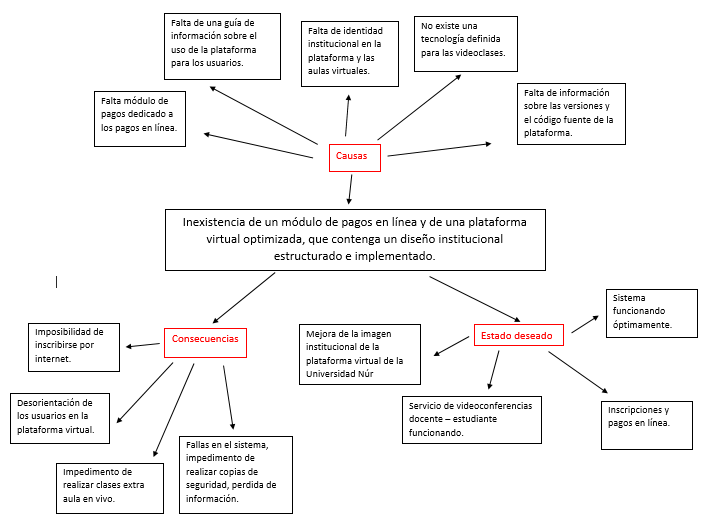 Falta de una guía de
información sobre el
uso de la plataforma
para los usuarios.
Falta de identidad
institucional en la
plataforma y las
aulas virtuales.
No existe una
tecnología definida
para las videoclases.
Falta módulo de
pagos dedicado a
los pagos en línea.
Falta de información
sobre las versiones y
el código fuente de la
plataforma.
Causas
Inexistencia de un módulo de pagos en línea y de una plataforma
virtual optimizada, que contenga un diseño institucional
estructurado e implementado.
Consecuencias
Imposibilidad de
inscribirse por
internet.
Desorientación de
los usuarios en la
plataforma virtual.
Impedimento de
realizar clases extra
aula en vivo.
Fallas en el sistema,
impedimento de
realizar copias de
seguridad, perdida de
información.
Estado deseado
Mejora de la imagen
institucional de la
plataforma virtual de la
Universidad Núr
Servicio de videoconferencias
docente – estudiante
funcionando.
Sistema
funcionando
óptimamente.
Inscripciones y
pagos en línea.